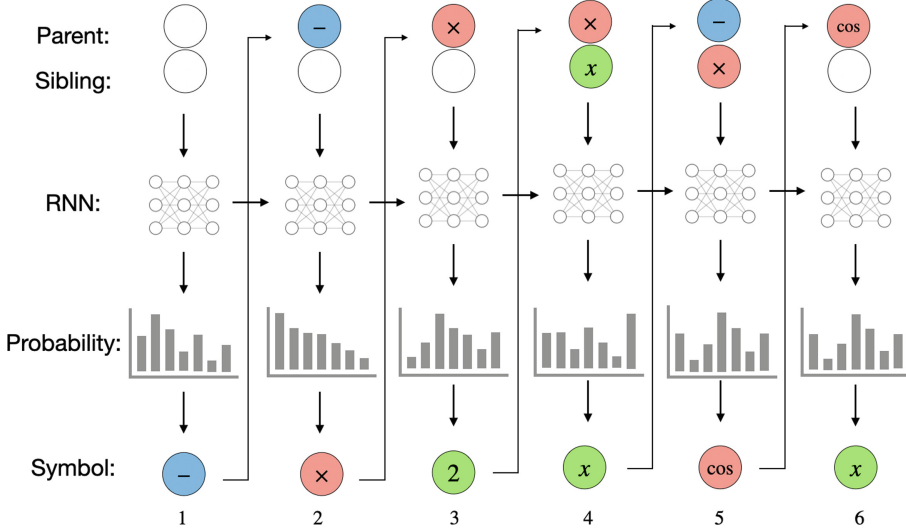 Parent: − × × − cos
Sibling: x ×
RNN:
Probability:
Symbol: − × 2 x cos x
1 2 3 4 5 6